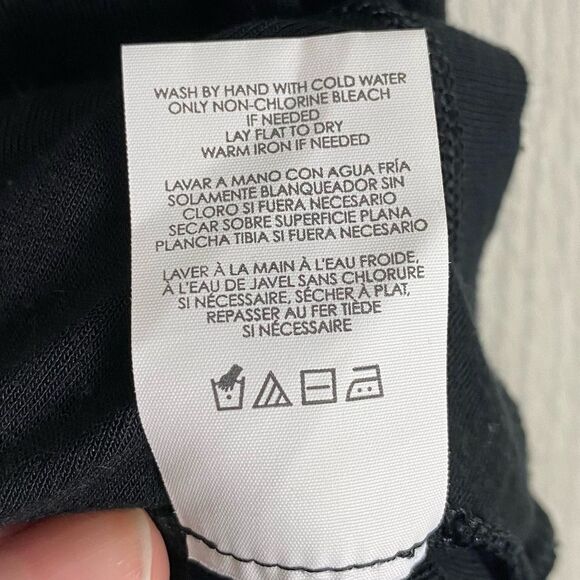 WASH BY HAND WITH COLD WATER
ONLY NON-CHLORINE BLEACH
IF NEEDED
LAY FLAT TO DRY
WARM IRON IF NEEDED
LAVAR A MANO CON AGUA FRÍA
SOLAMENTE BLANQUEADOR SIN
CLORO SI FUERA NECESARIO
SECAR SOBRE SUPERFICIE PLANA
PLANCHA TIBIA SI FUERA NECESARIO
LAVER À LA MAIN À L'EAU FROIDE,
À L'EAU DE JAVEL SANS CHLORURE
SI NÉCESSAIRE, SÉCHER À PLAT,
REPASSER AU FER TIÈDE
SI NÉCESSAIRE